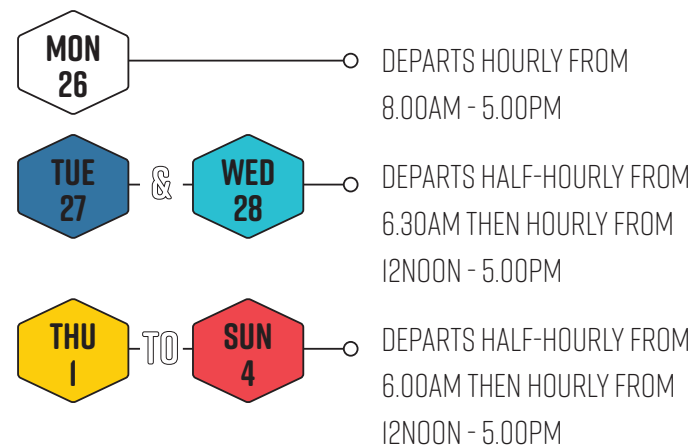 MON
26
DEPARTS HOURLY FROM
8.00AM - 5.00PM
TUE
27
&
WED
28
DEPARTS HALF-HOURLY FROM
6.30AM THEN HOURLY FROM
12NOON - 5.00PM
THU
1
TO
SUN
4
DEPARTS HALF-HOURLY FROM
6.00AM THEN HOURLY FROM
12NOON - 5.00PM